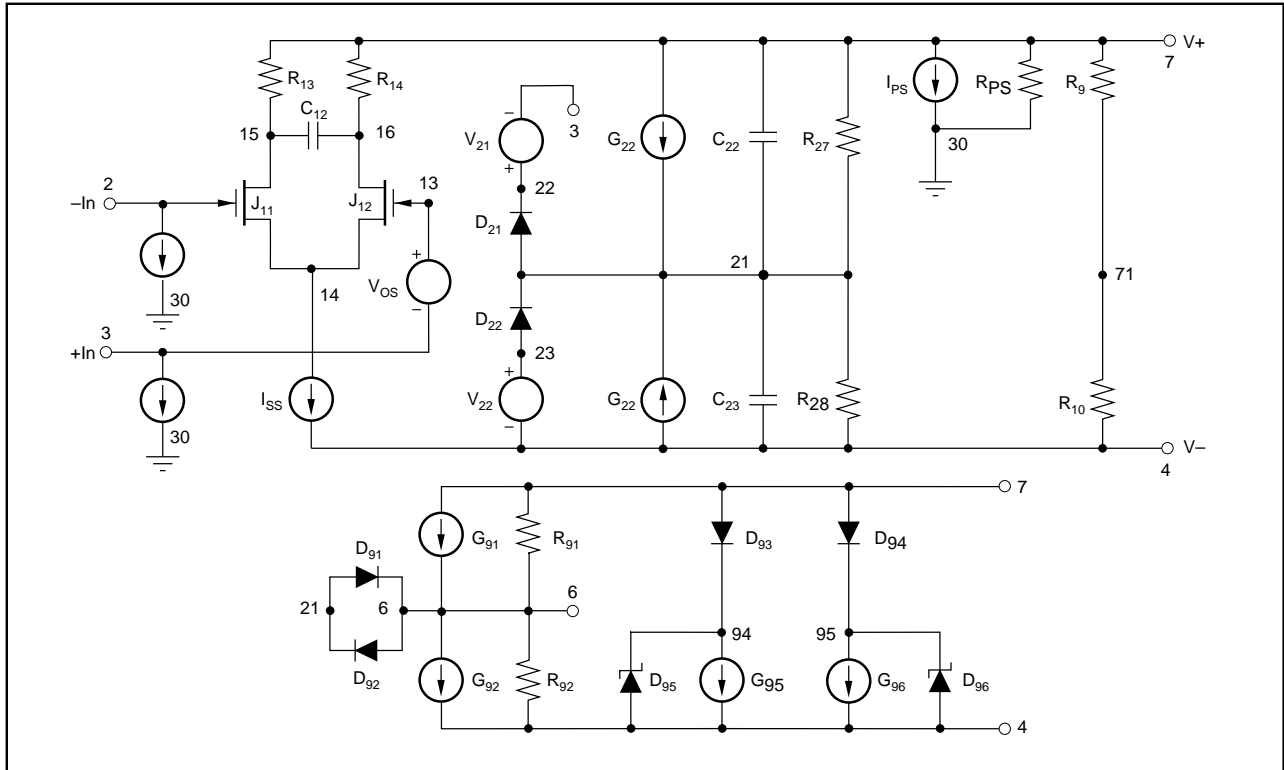 V+
7
R13
R14
C12
15
16
3
V21
−
+
22
G22
C22
R27
IPS
RPS
R9
30
2
–In
J11
J12
13
D21
30
14
+
VOS
−
21
71
3
+In
D22
23
30
ISS
+
V22
−
G22
C23
R28
R10
V–
4
7
G91
R91
D93
D94
D91
21
6
6
94
95
D92
G92
R92
D95
G95
G96
D96
4